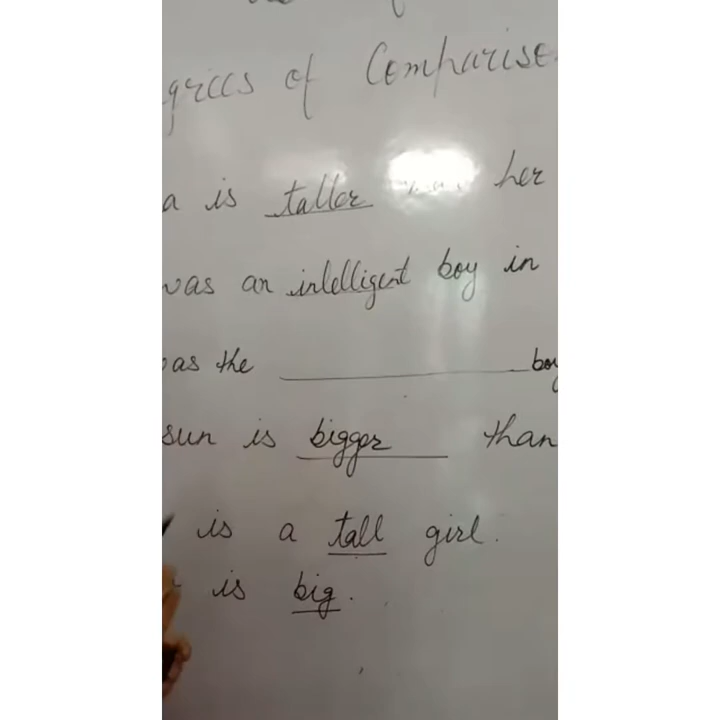 grees of Comparise
a is taller her
was an intelligent boy in
as the ____________ boy
sun is bigger than
is a tall girl.
is big.